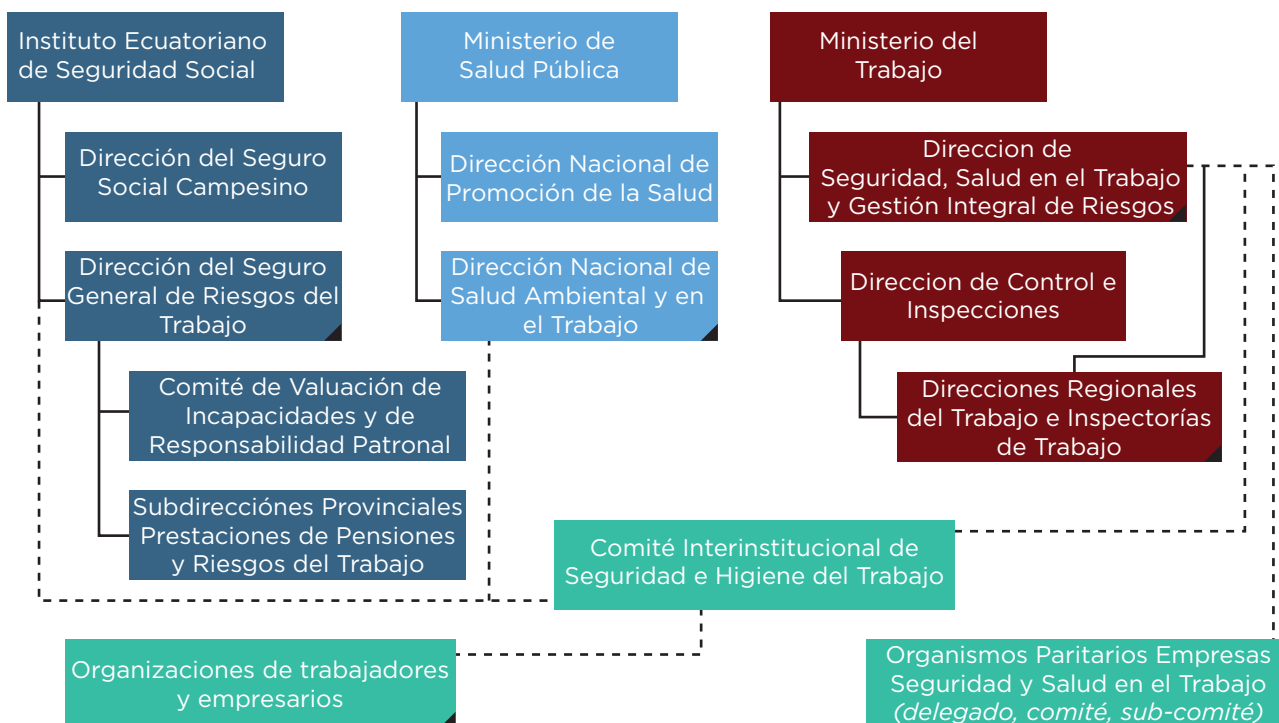 Instituto Ecuatoriano
de Seguridad Social
Dirección del Seguro
Social Campesino
Dirección del Seguro
General de Riesgos del
Trabajo
Comité de Valuación de
Incapacidades y de
Responsabilidad Patronal
Subdirecciónes Provinciales
Prestaciones de Pensiones
y Riesgos del Trabajo
Ministerio de
Salud Pública
Dirección Nacional de
Promoción de la Salud
Dirección Nacional de
Salud Ambiental y en
el Trabajo
Ministerio del
Trabajo
Direccion de
Seguridad, Salud en el Trabajo
y Gestión Integral de Riesgos
Direccion de Control e
Inspecciones
Direcciones Regionales
del Trabajo e Inspectorías
de Trabajo
Comité Interinstitucional de
Seguridad e Higiene del Trabajo
Organizaciones de trabajadores
y empresarios
Organismos Paritarios Empresas
Seguridad y Salud en el Trabajo
(delegado, comité, sub-comité)